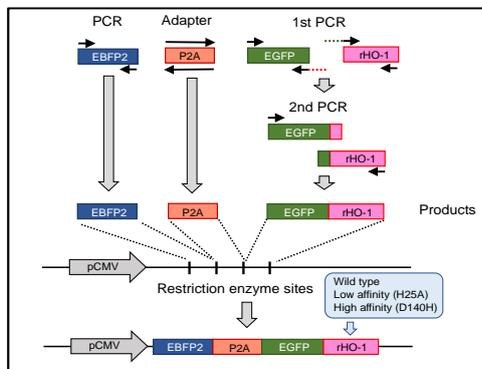 PCR
Adapter
1st PCR
EBFP2
P2A
EGFP
rHO-1
2nd PCR
EGFP
rHO-1
EBFP2
P2A
EGFP
rHO-1
Products
pCMV
Restriction enzyme sites
Wild type
Low affinity (H25A)
High affinity (D140H)
pCMV
EBFP2
P2A
EGFP
rHO-1